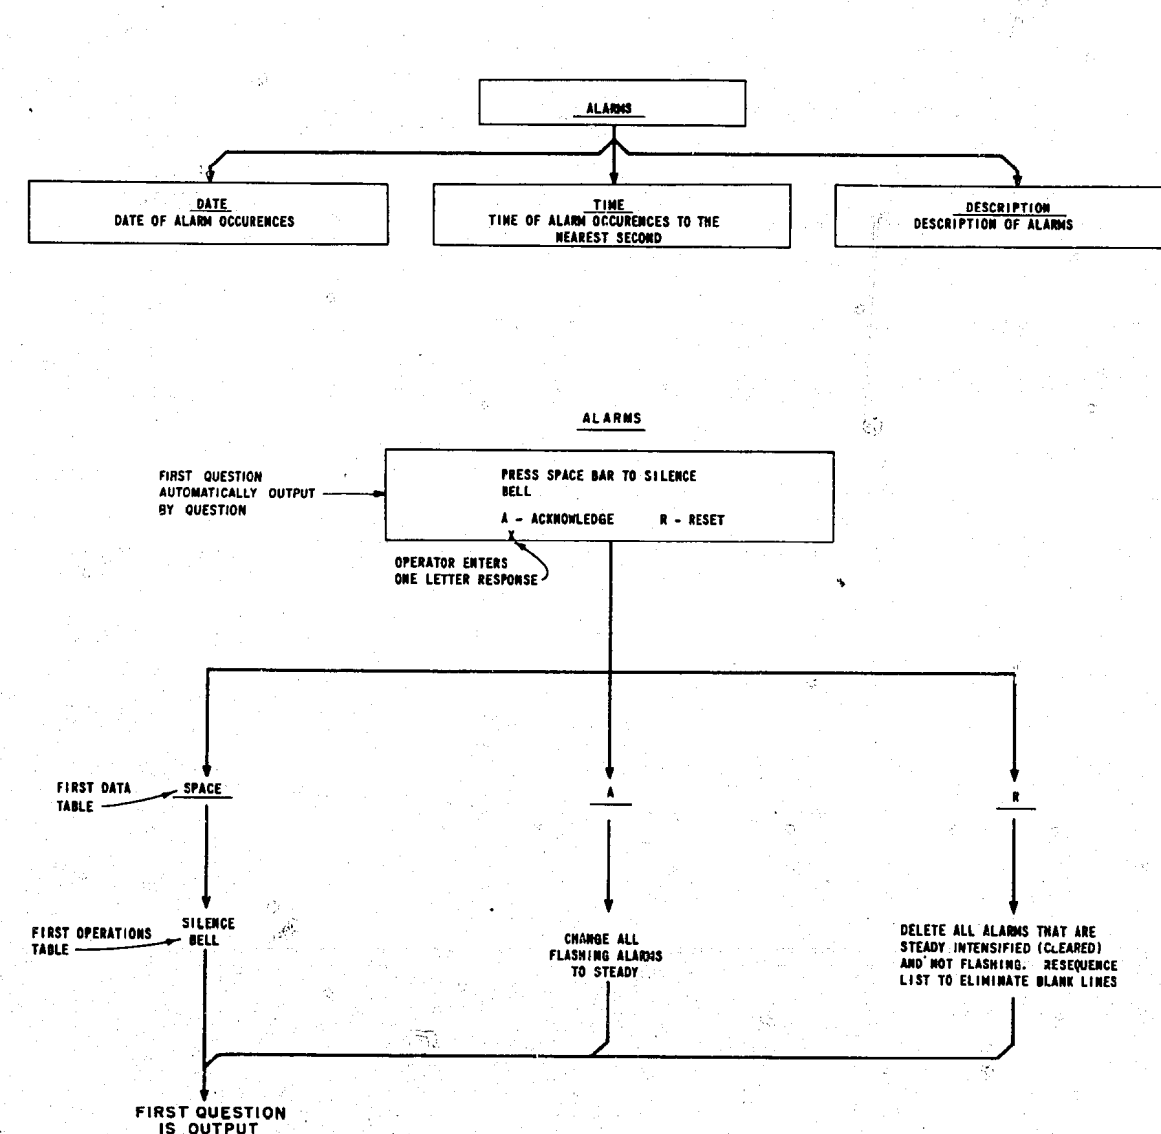 ALARMS
DATE
DATE OF ALARM OCCURENCES
TIME
TIME OF ALARM OCCURENCES TO THE
NEAREST SECOND
DESCRIPTION
DESCRIPTION OF ALARMS
ALARMS
FIRST QUESTION
AUTOMATICALLY OUTPUT
BY QUESTION
PRESS SPACE BAR TO SILENCE
BELL
A - ACKNOWLEDGE R - RESET
X
OPERATOR ENTERS
ONE LETTER RESPONSE
FIRST DATA
TABLE
SPACE
A
R
FIRST OPERATIONS
TABLE
SILENCE
BELL
CHANGE ALL
FLASHING ALARMS
TO STEADY
DELETE ALL ALARMS THAT ARE
STEADY INTENSIFIED (CLEARED)
AND NOT FLASHING. RESEQUENCE
LIST TO ELIMINATE BLANK LINES
FIRST QUESTION
IS OUTPUT